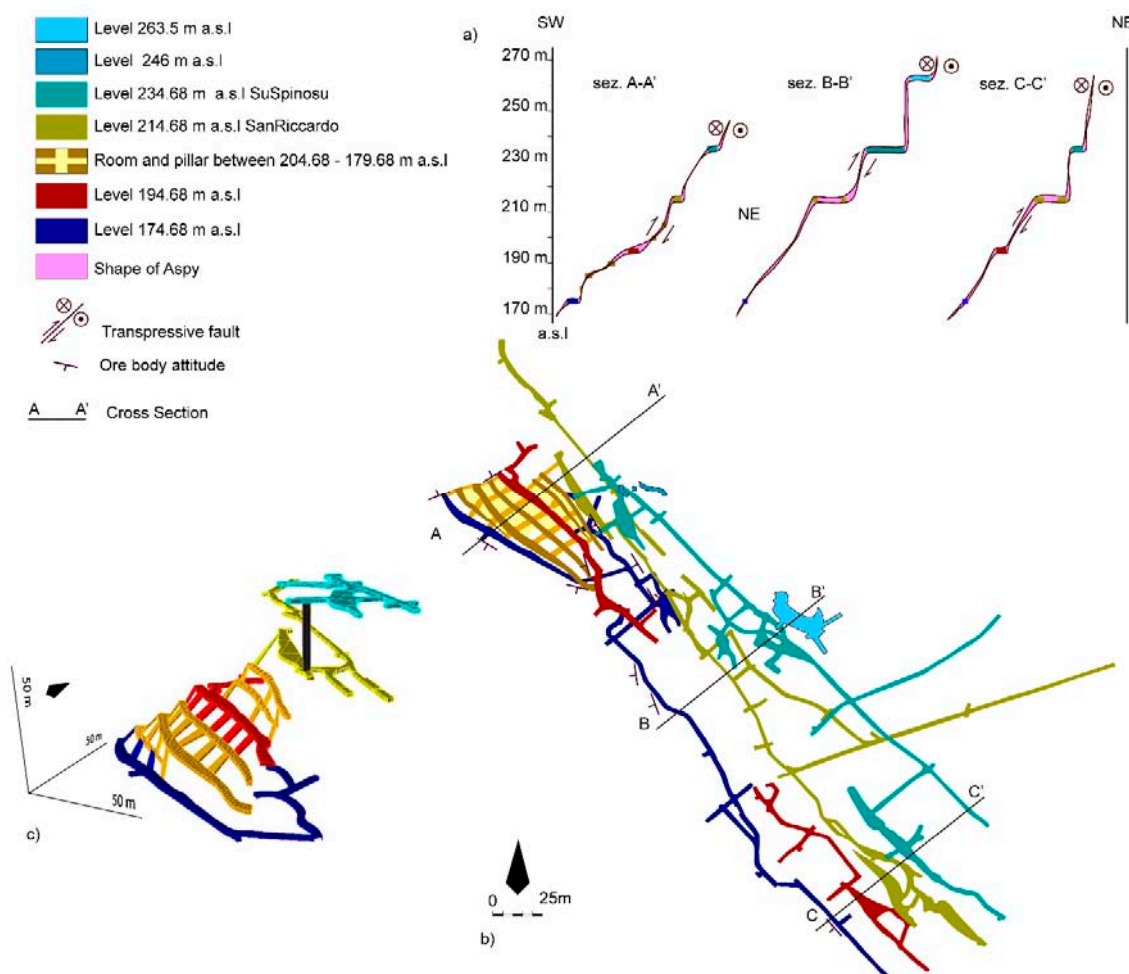 Level 263.5 m a.s.l
Level 246 m a.s.l
Level 234.68 m a.s.l SuSpinosu
Level 214.68 m a.s.l SanRiccardo
Room and pillar between 204.68 - 179.68 m a.s.l
Level 194.68 m a.s.l
Level 174.68 m a.s.l
Shape of Aspy
Transpressive fault
Ore body attitude
A A' Cross Section
a)
SW
NE
270 m.
250 m.
230 m.
210 m.
190 m.
170 m.
a.s.l
sez. A-A'
sez. B-B'
sez. C-C'
NE
A'
A
B'
B
C'
C
50 m
50 m
50 m
c)
0 25m
b)